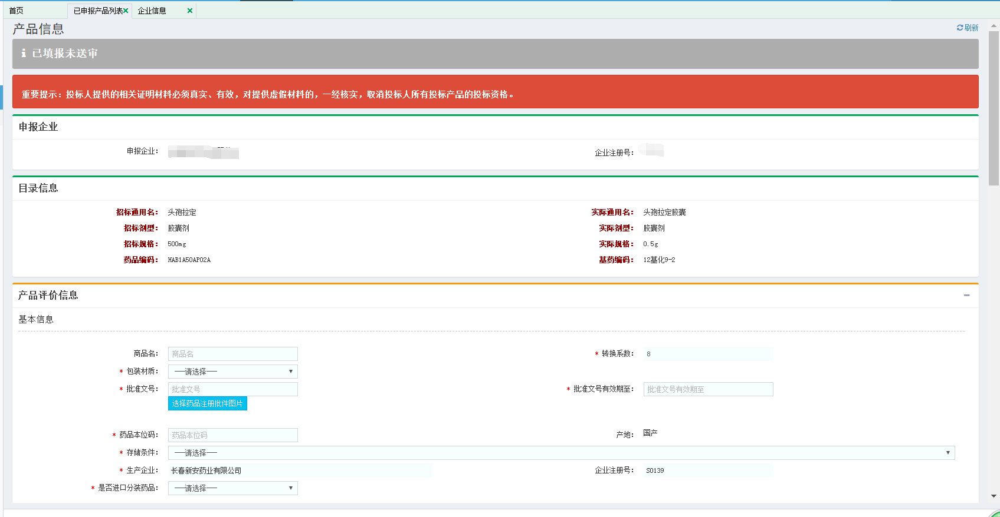 首页 已申报产品列表 企业信息
产品信息 刷新
已填报未送审
重要提示：投标人提供的相关证明材料必须真实、有效，对提供虚假材料的，一经核实，取消投标人所有投标产品的投标资格。
申报企业
申报企业： 企业注册号：
目录信息
招标通用名： 头孢拉定 实际通用名： 头孢拉定胶囊
招标剂型： 胶囊剂 实际剂型： 胶囊剂
招标规格： 500mg 实际规格： 0.5g
药品编码： HAB1A50AP02A 基药编码： 12基化9-2
产品评价信息
基本信息
商品名： 商品名 * 转换系数： 8
* 包装材质： ──请选择──
* 批准文号： 批准文号 * 批准文号有效期至： 批准文号有效期至
选择药品注册批件图片
* 药品本位码： 药品本位码 产地： 国产
* 存储条件： ──请选择──
* 生产企业： 长春新安药业有限公司 企业注册号： S0139
* 是否进口分装药品： ──请选择──